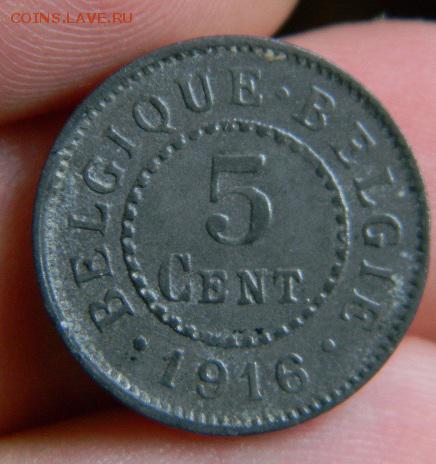 COINS.LAVE.RU
BELGIQUE · BELGIE ·
5
CENT.
1916 ·